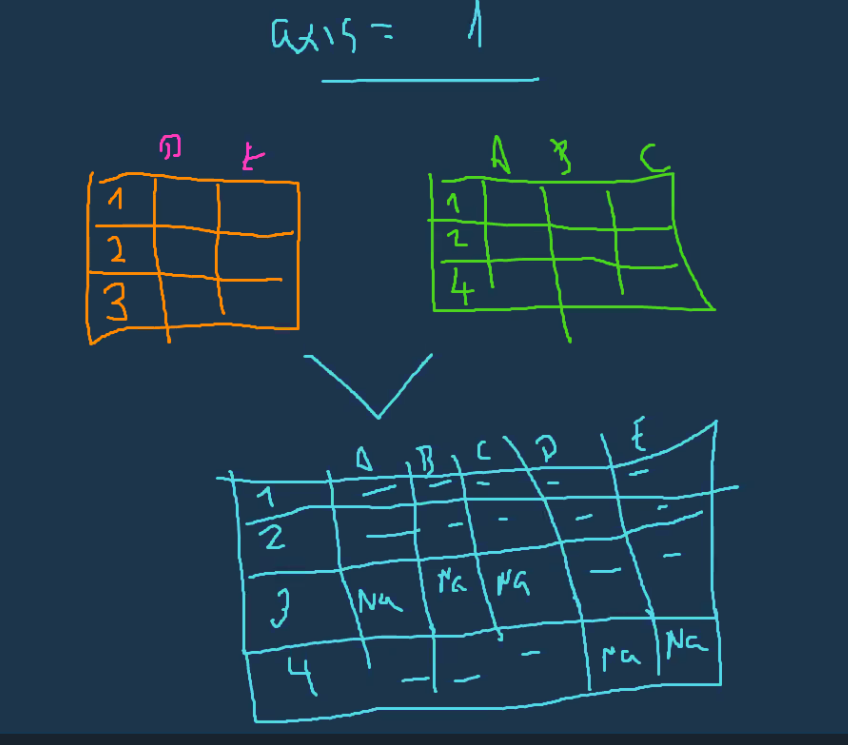 axis = 1
D E
1
2
3
A B C
1
2
4
A B C D E
1 - - - - -
2 - - - - -
3 Na Na Na - -
4 - - - Na Na